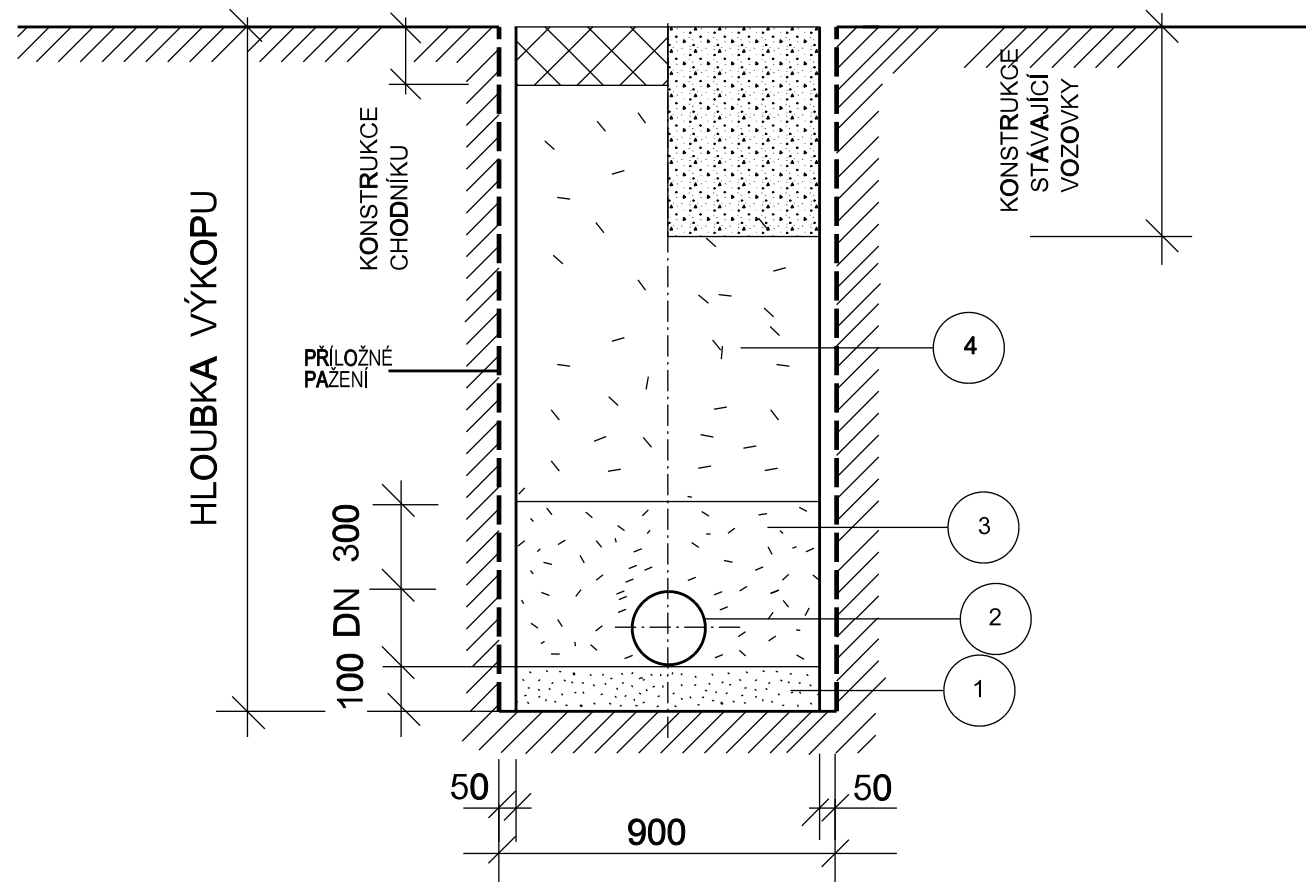 HLOUBKA VÝKOPU
KONSTRUKCE
CHODNÍKU
KONSTRUKCE
STÁVAJÍCÍ
VOZOVKY
PŘÍLOŽNÉ
PAŽENÍ
4
300
3
DN
2
100
1
50
50
900